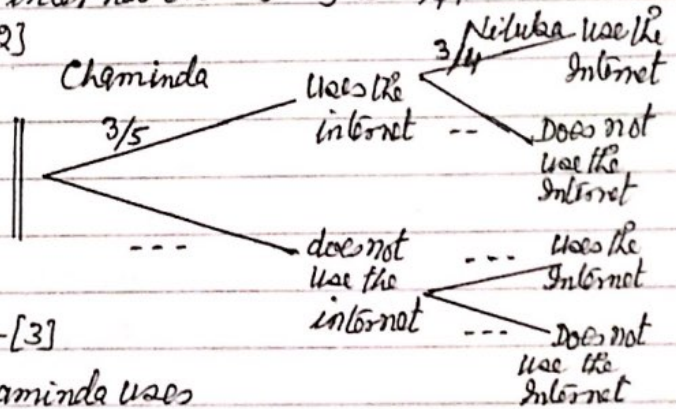 2]
Chaminda
3/5
uses the
internet
3/4
Niluka use the
Internet
--
Does not
use the
Internet
---
does not
use the
internet
---
uses the
Internet
---
Does not
use the
Internet
-[3]
aminda uses